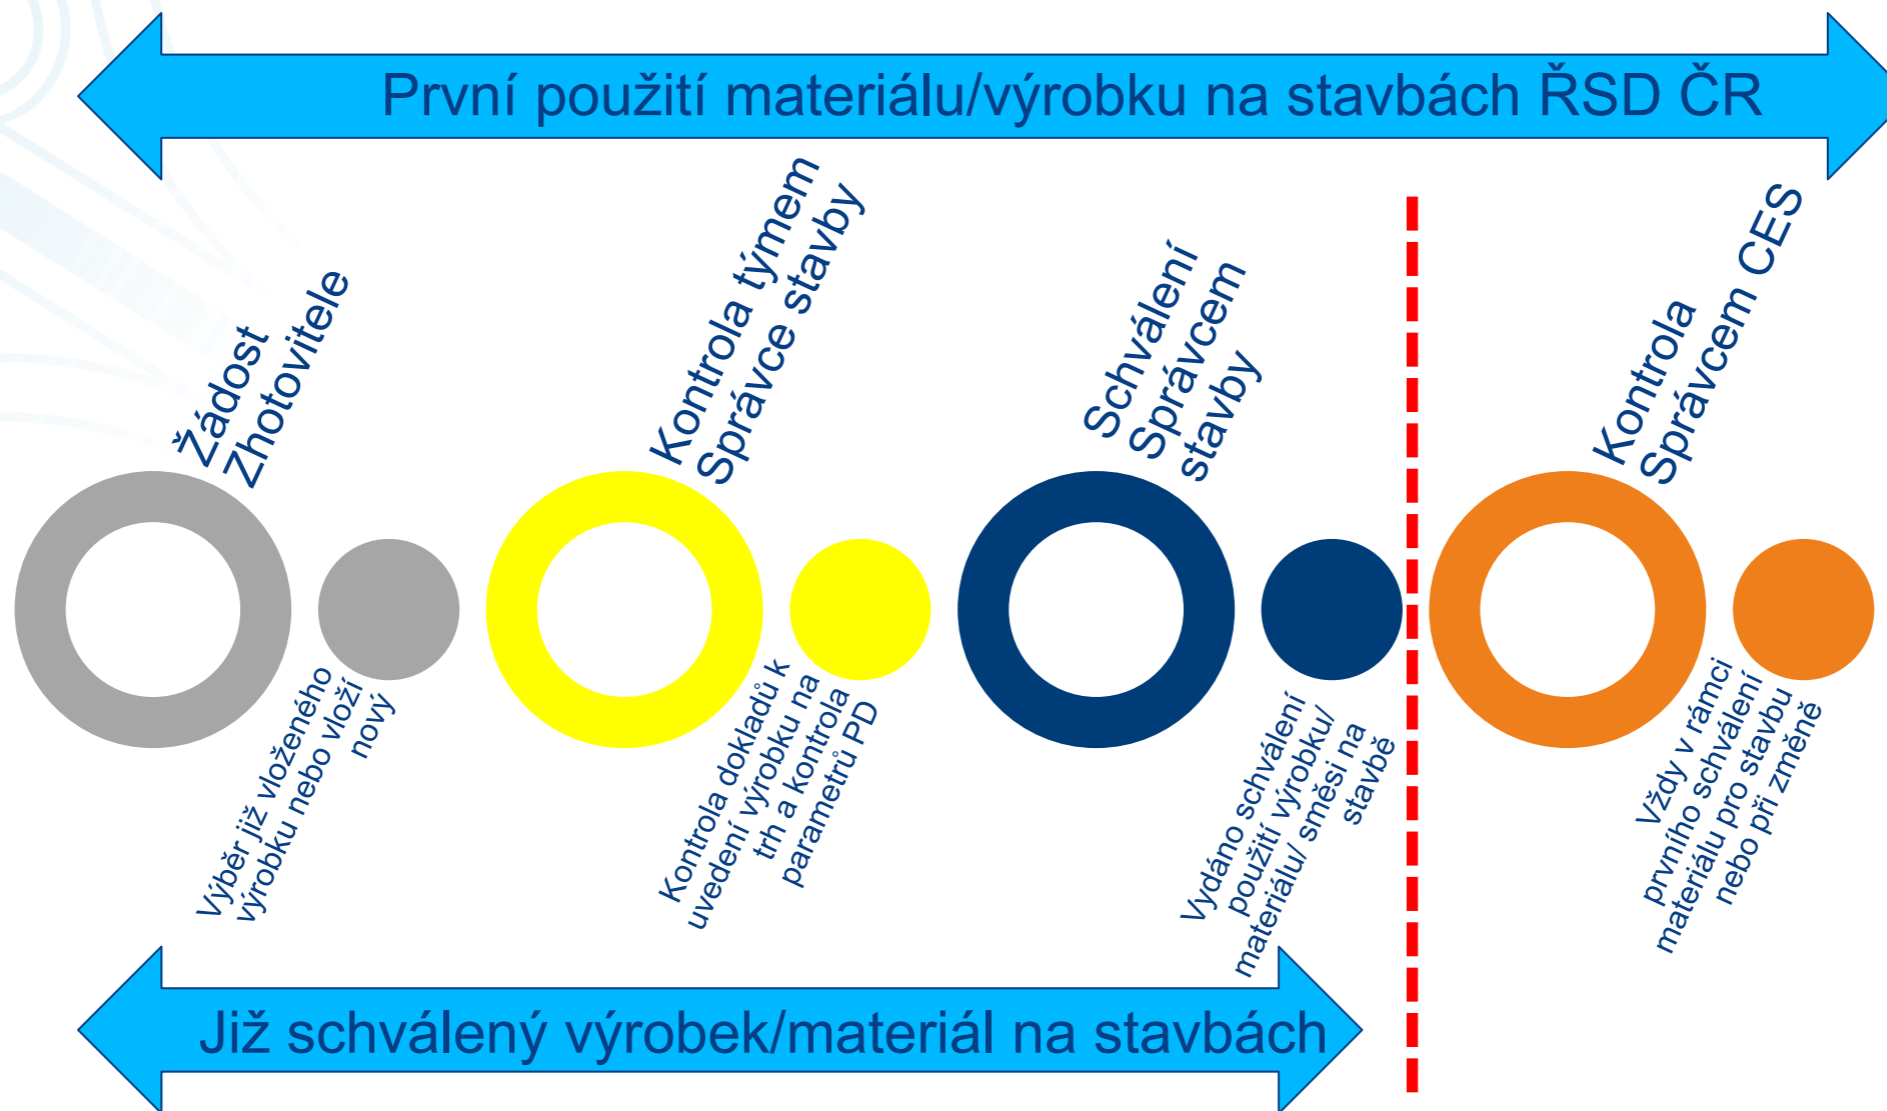 První použití materiálu/výrobku na stavbách ŘSD ČR
Žádost
Zhotovitele
Kontrola týmem
Správce stavby
Schválení
Správcem
stavby
Kontrola
Správcem CES
Výběr již vloženého
výrobku nebo vloží
nový
Kontrola dokladů k
uvedení výrobku na
trh a kontrola
parametrů PD
Vydáno schválení
použití výrobku/
materiálu/ směsi na
stavbě
Vždy v rámci
prvního schválení
materiálu pro stavbu
nebo při změně
Již schválený výrobek/materiál na stavbách